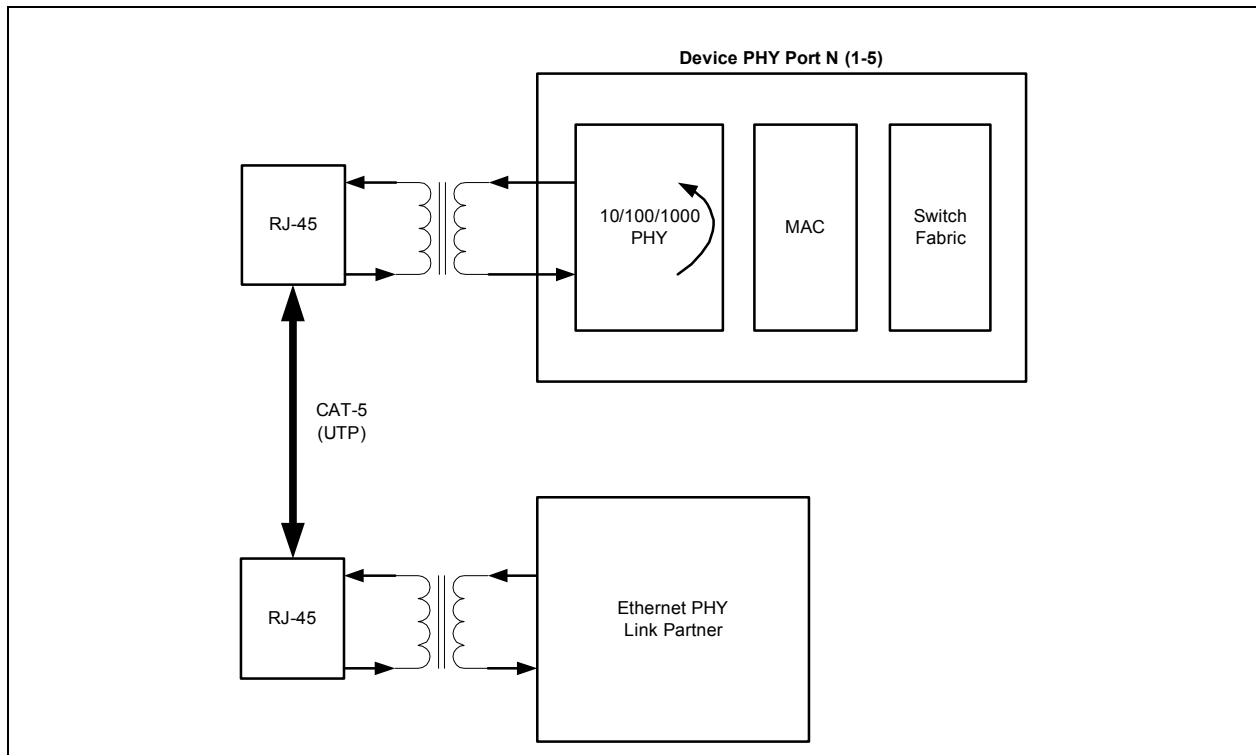 Device PHY Port N (1-5)
RJ-45
10/100/1000
PHY
MAC
Switch
Fabric
CAT-5
(UTP)
RJ-45
Ethernet PHY
Link Partner